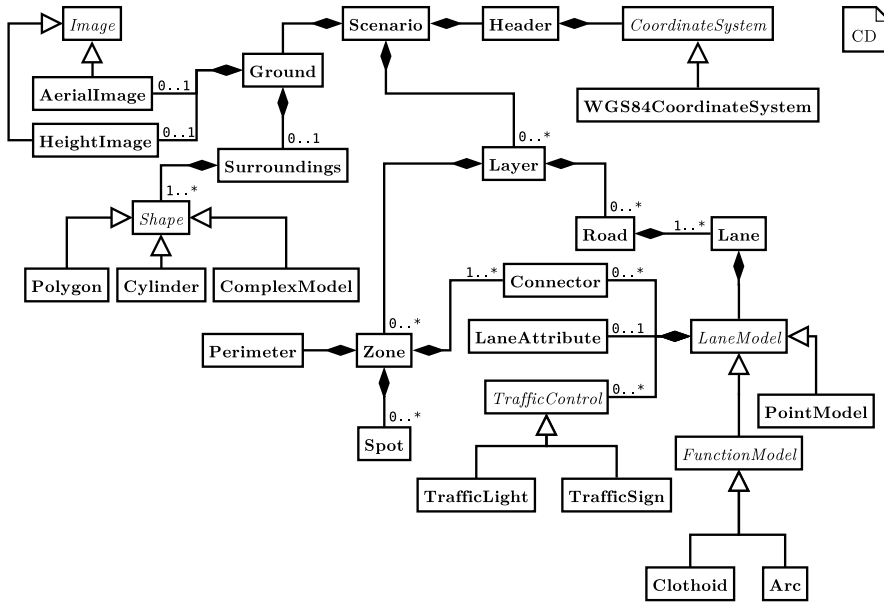 Image
Scenario
Header
CoordinateSystem
CD
Ground
AerialImage
0..1
WGS84CoordinateSystem
HeightImage
0..1
0..1
0..*
Surroundings
Layer
1..*
Shape
0..*
Road
1..*
Lane
Polygon
Cylinder
ComplexModel
1..*
Connector
0..*
0..*
LaneAttribute
0..1
LaneModel
Perimeter
Zone
TrafficControl
0..*
PointModel
0..*
Spot
FunctionModel
TrafficLight
TrafficSign
Clothoid
Arc